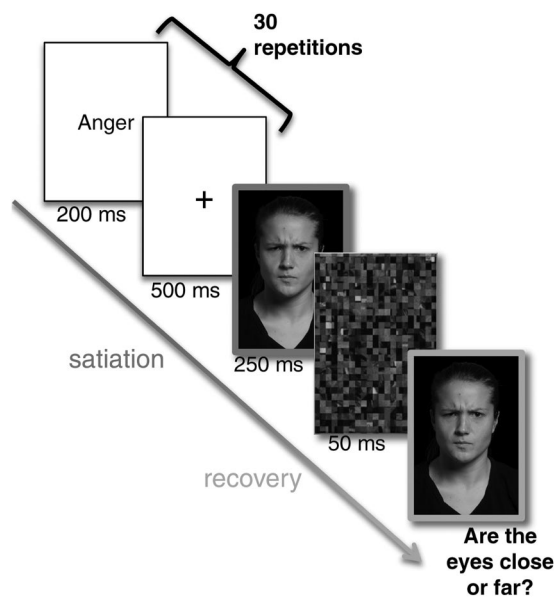 30
repetitions
Anger
200 ms
+
500 ms
250 ms
50 ms
satiation
recovery
Are the
eyes close
or far?